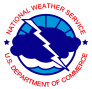 NATIONAL WEATHER SERVICE
U.S. DEPARTMENT OF COMMERCE